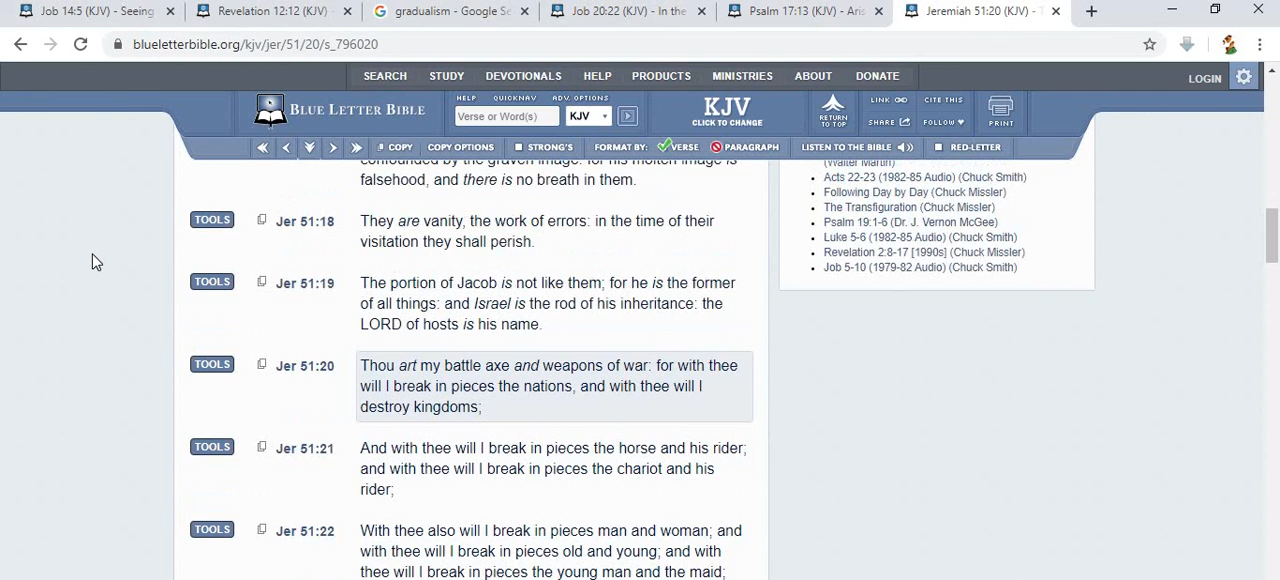 Job 14:5 (KJV) - Seeing
Revelation 12:12 (KJV) -
gradualism - Google Se
Job 20:22 (KJV) - In the
Psalm 17:13 (KJV) - Aris
Jeremiah 51:20 (KJV) - T
blueletterbible.org/kjv/jer/51/20/s_796020
SEARCH STUDY DEVOTIONALS HELP PRODUCTS MINISTRIES ABOUT DONATE
LOGIN
BLUE LETTER BIBLE
HELP QUICKNAV ADV. OPTIONS
Verse or Word(s) KJV
KJV
CLICK TO CHANGE
RETURN
TO TOP
LINK CITE THIS
SHARE FOLLOW
PRINT
COPY COPY OPTIONS STRONG'S FORMAT BY: VERSE PARAGRAPH LISTEN TO THE BIBLE RED-LETTER
confounded by the graven image: for his molten image is
falsehood, and there is no breath in them.
TOOLS Jer 51:18 They are vanity, the work of errors: in the time of their
visitation they shall perish.
TOOLS Jer 51:19 The portion of Jacob is not like them; for he is the former
of all things: and Israel is the rod of his inheritance: the
LORD of hosts is his name.
TOOLS Jer 51:20 Thou art my battle axe and weapons of war: for with thee
will I break in pieces the nations, and with thee will I
destroy kingdoms;
TOOLS Jer 51:21 And with thee will I break in pieces the horse and his rider;
and with thee will I break in pieces the chariot and his
rider;
TOOLS Jer 51:22 With thee also will I break in pieces man and woman; and
with thee will I break in pieces old and young; and with
thee will I break in pieces the young man and the maid;
(Walter Martin)
Acts 22-23 (1982-85 Audio) (Chuck Smith)
Following Day by Day (Chuck Missler)
The Transfiguration (Chuck Missler)
Psalm 19:1-6 (Dr. J. Vernon McGee)
Luke 5-6 (1982-85 Audio) (Chuck Smith)
Revelation 2:8-17 [1990s] (Chuck Missler)
Job 5-10 (1979-82 Audio) (Chuck Smith)